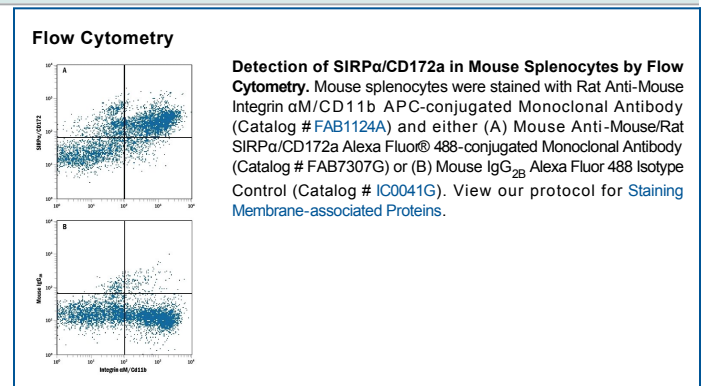 Flow Cytometry
Detection of SIRPα/CD172a in Mouse Splenocytes by Flow
Cytometry. Mouse splenocytes were stained with Rat Anti-Mouse
Integrin αM/CD11b APC-conjugated Monoclonal Antibody
(Catalog # FAB1124A) and either (A) Mouse Anti-Mouse/Rat
SIRPα/CD172a Alexa Fluor® 488-conjugated Monoclonal Antibody
(Catalog # FAB7307G) or (B) Mouse IgG2B Alexa Fluor 488 Isotype
Control (Catalog # IC0041G). View our protocol for Staining
Membrane-associated Proteins.
A
SIRPα/CD172
B
Mouse IgG
Integrin αM/Cd11b